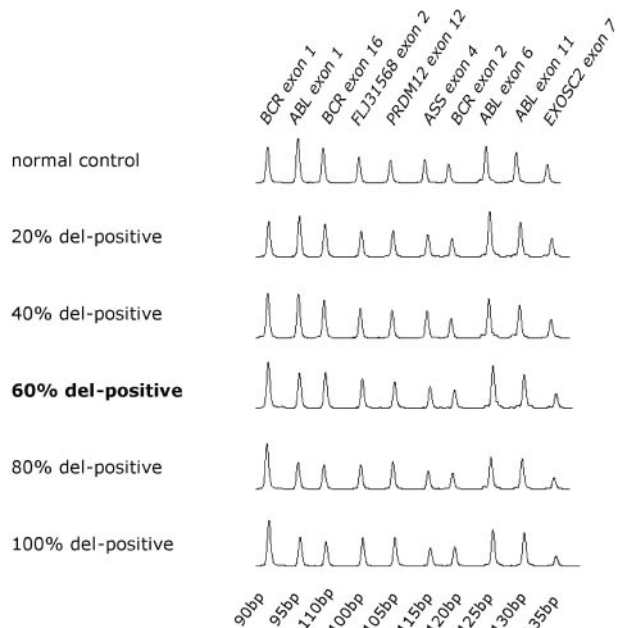 BCR exon 1
ABL exon 1
BCR exon 16
FLJ31568 exon 2
PRDM12 exon 12
ASS exon 4
BCR exon 2
ABL exon 6
ABL exon 11
EXOSC2 exon 7
normal control
20% del-positive
40% del-positive
60% del-positive
80% del-positive
100% del-positive
90bp
95bp
110bp
100bp
105bp
115bp
120bp
125bp
130bp
35bp